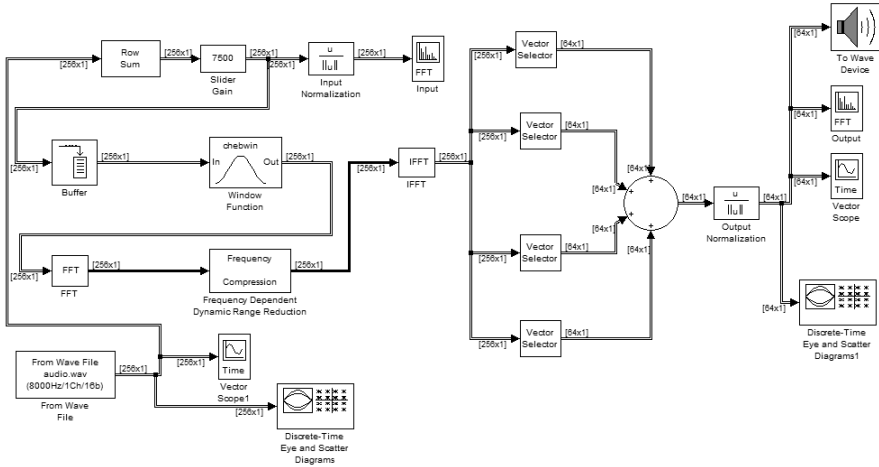 Row
Sum
[256x1]
[256x1]
7500
Slider
Gain
[256x1]
[256x1]
u
||u||
Input
Normalization
[256x1]
FFT
Input
[256x1]
Buffer
[256x1]
chebwin
In
Out
Window
Function
[256x1]
[256x1]
FFT
FFT
[256x1]
Frequency
Compression
Frequency Dependent
Dynamic Range Reduction
[256x1]
[256x1]
IFFT
IFFT
[256x1]
From Wave File
audio.wav
(8000Hz/1Ch/16b)
From Wave
File
[256x1]
[256x1]
Time
Vector
Scope1
[256x1]
Discrete-Time
Eye and Scatter
Diagrams
[256x1]
Vector
Selector
[64x1]
[256x1]
Vector
Selector
[64x1]
[256x1]
Vector
Selector
[64x1]
[256x1]
Vector
Selector
[64x1]
[64x1]
[64x1]
[64x1]
[64x1]
+
+
+
+
[64x1]
u
||u||
Output
Normalization
[64x1]
[64x1]
To Wave
Device
[64x1]
FFT
Output
[64x1]
Time
Vector
Scope
[64x1]
Discrete-Time
Eye and Scatter
Diagrams1